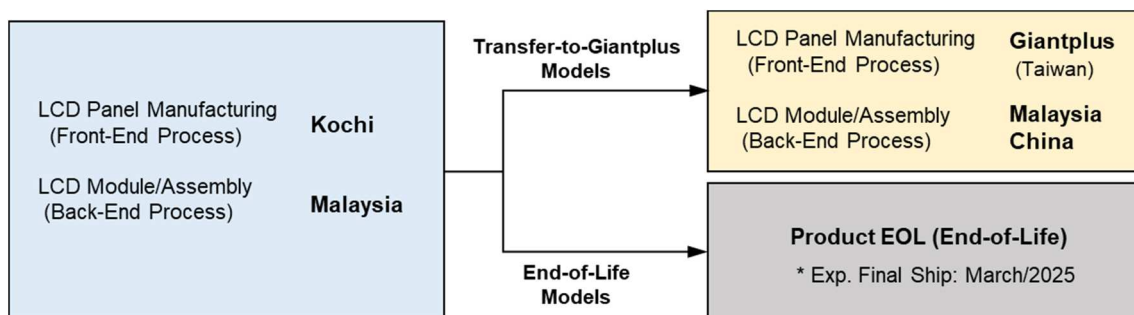 LCD Panel Manufacturing
(Front-End Process)
Kochi
LCD Module/Assembly
(Back-End Process)
Malaysia
Transfer-to-Giantplus
Models
End-of-Life
Models
LCD Panel Manufacturing
(Front-End Process)
Giantplus
(Taiwan)
LCD Module/Assembly
(Back-End Process)
Malaysia
China
Product EOL (End-of-Life)
* Exp. Final Ship: March/2025